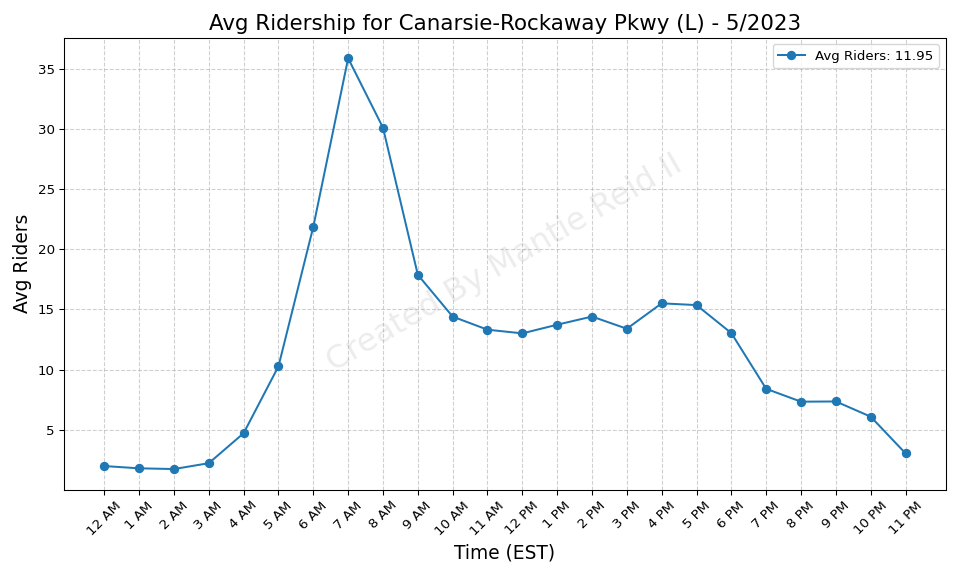 Avg Ridership for Canarsie-Rockaway Pkwy (L) - 5/2023
Avg Riders: 11.95
35
30
25
20
15
10
5
Avg Riders
Created By Mantie Reid II
12 AM
1 AM
2 AM
3 AM
4 AM
5 AM
6 AM
7 AM
8 AM
9 AM
10 AM
11 AM
12 PM
1 PM
2 PM
3 PM
4 PM
5 PM
6 PM
7 PM
8 PM
9 PM
10 PM
11 PM
Time (EST)